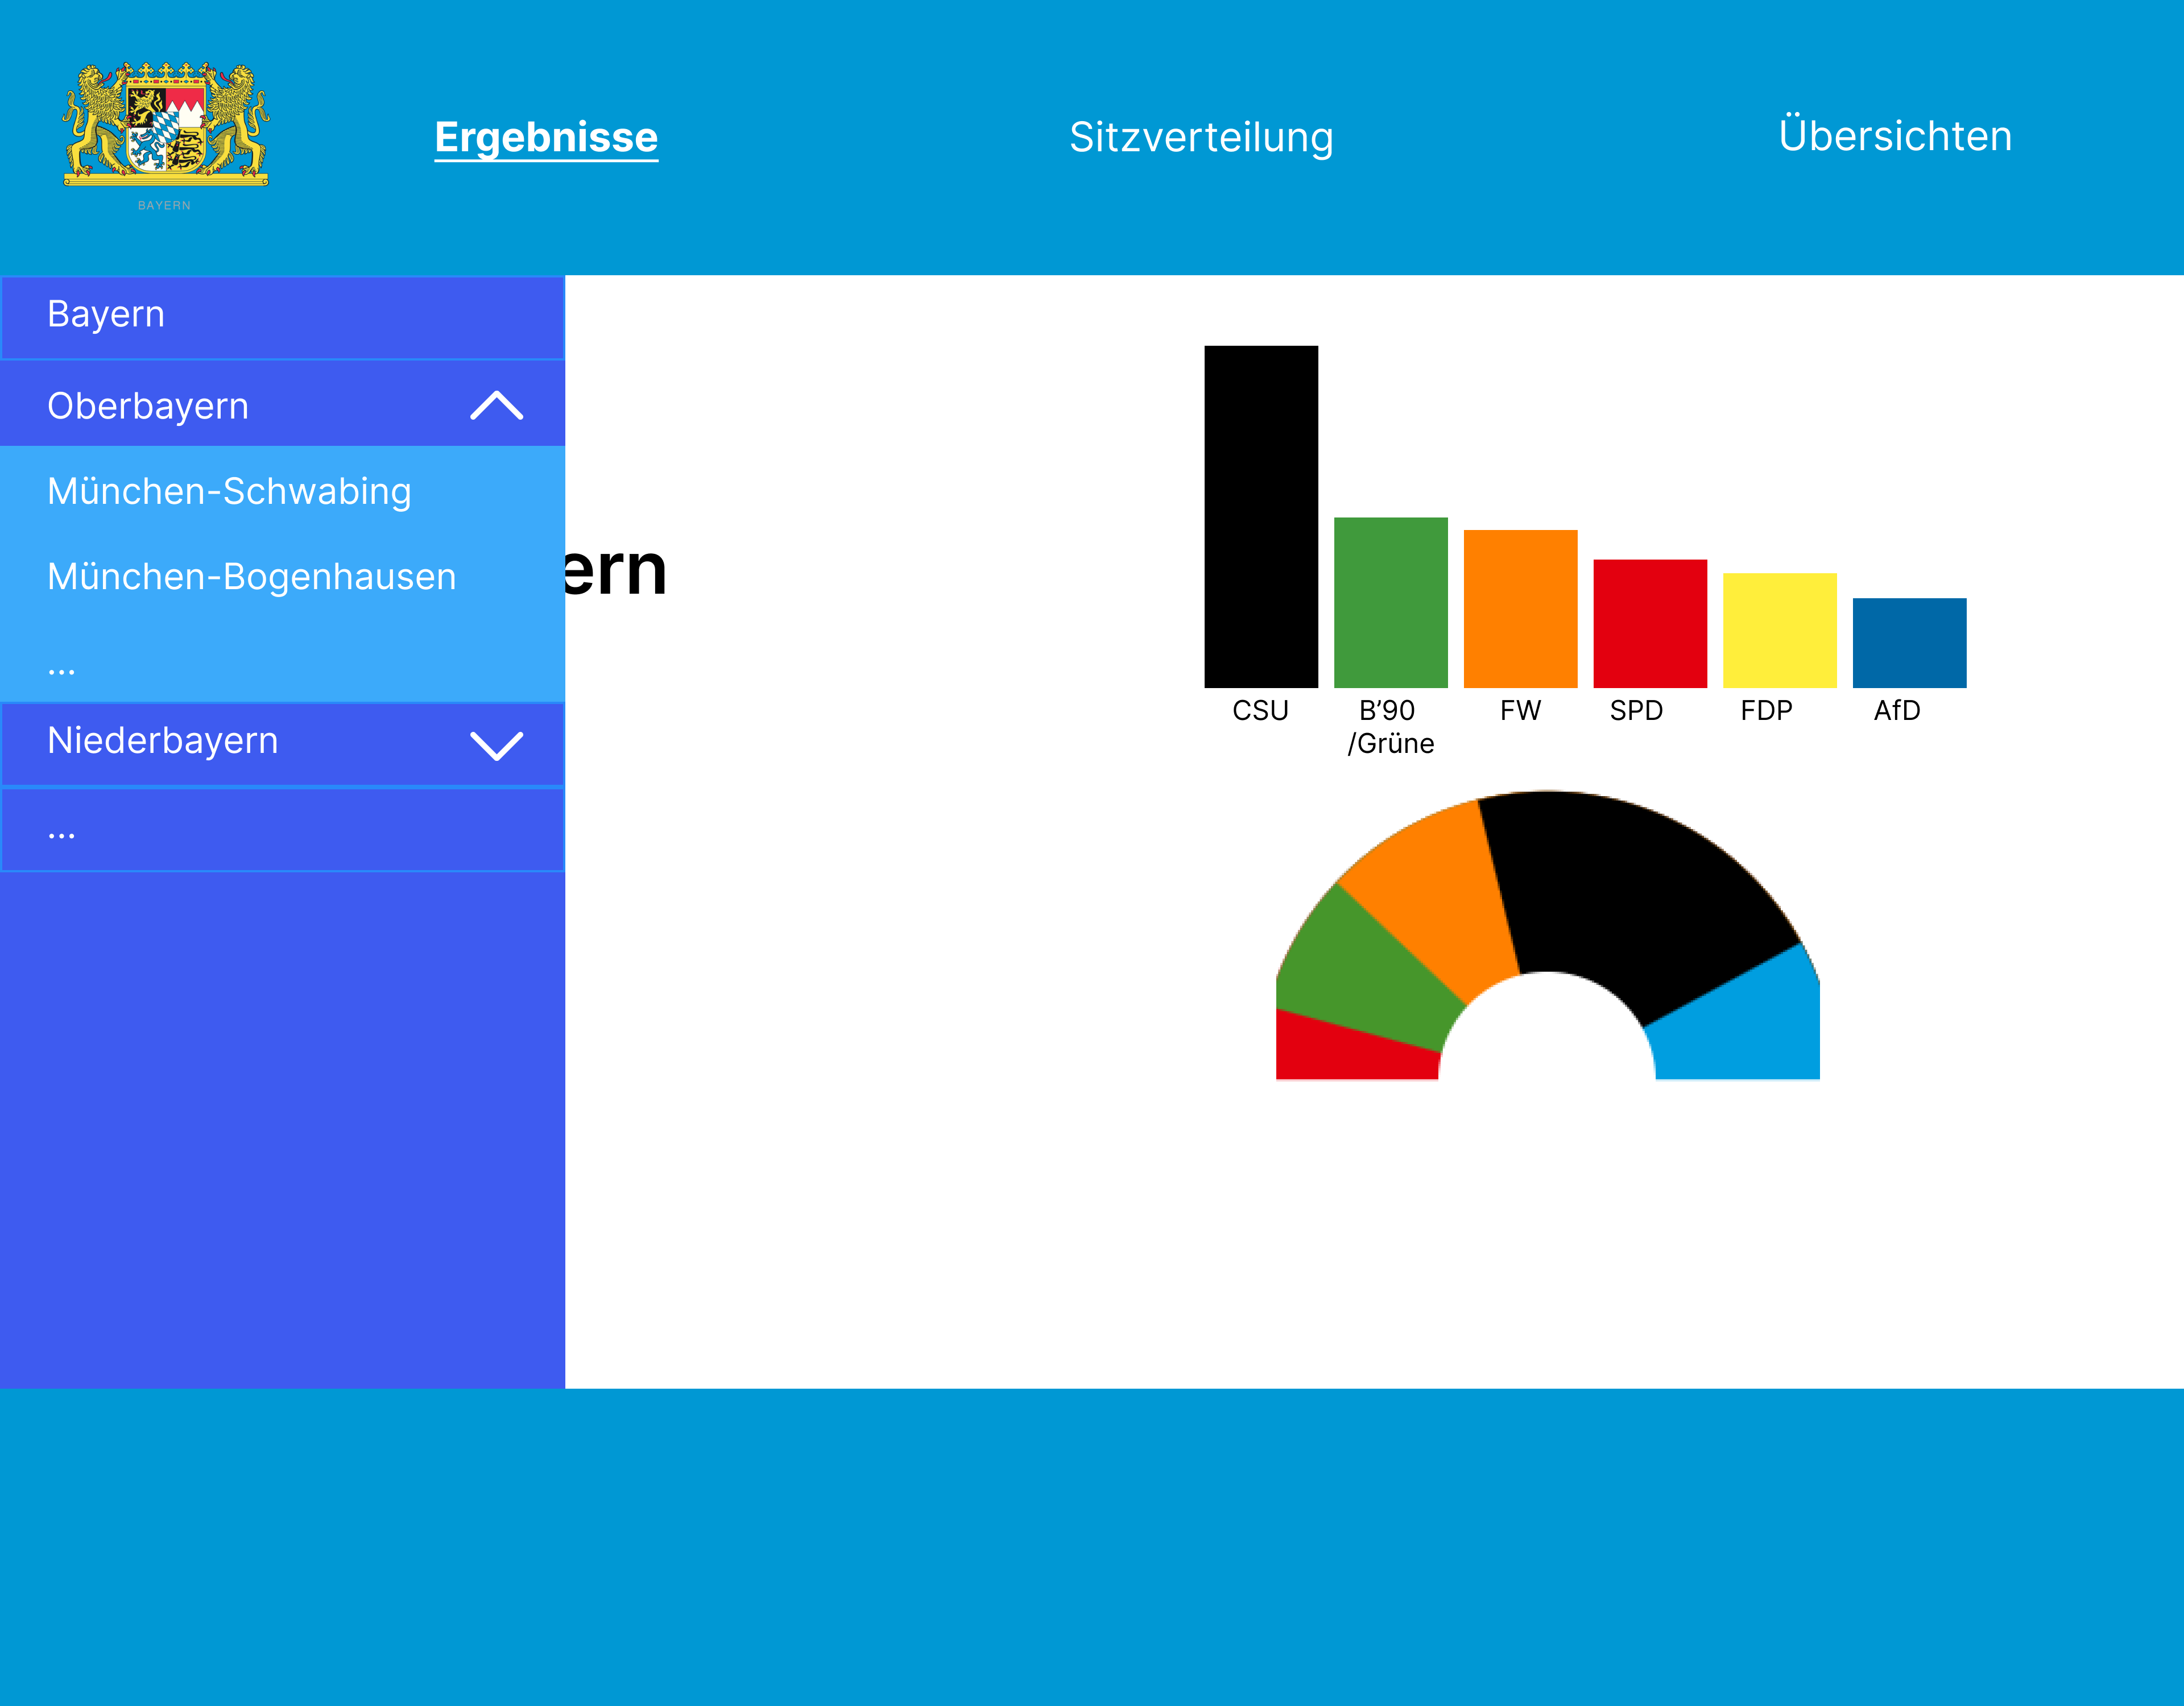 BAYERN
Ergebnisse
Sitzverteilung
Übersichten
Bayern
Oberbayern
München-Schwabing
München-Bogenhausen
...
Niederbayern
...
ern
CSU
B’90
/Grüne
FW
SPD
FDP
AfD